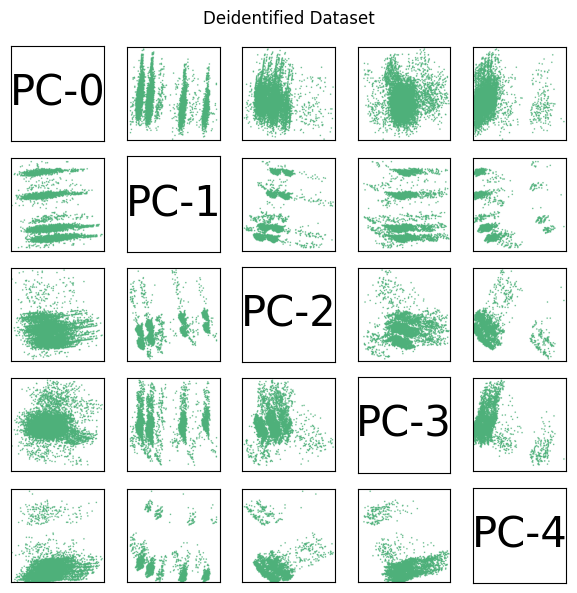 Deidentified Dataset
PC-0
PC-1
PC-2
PC-3
PC-4